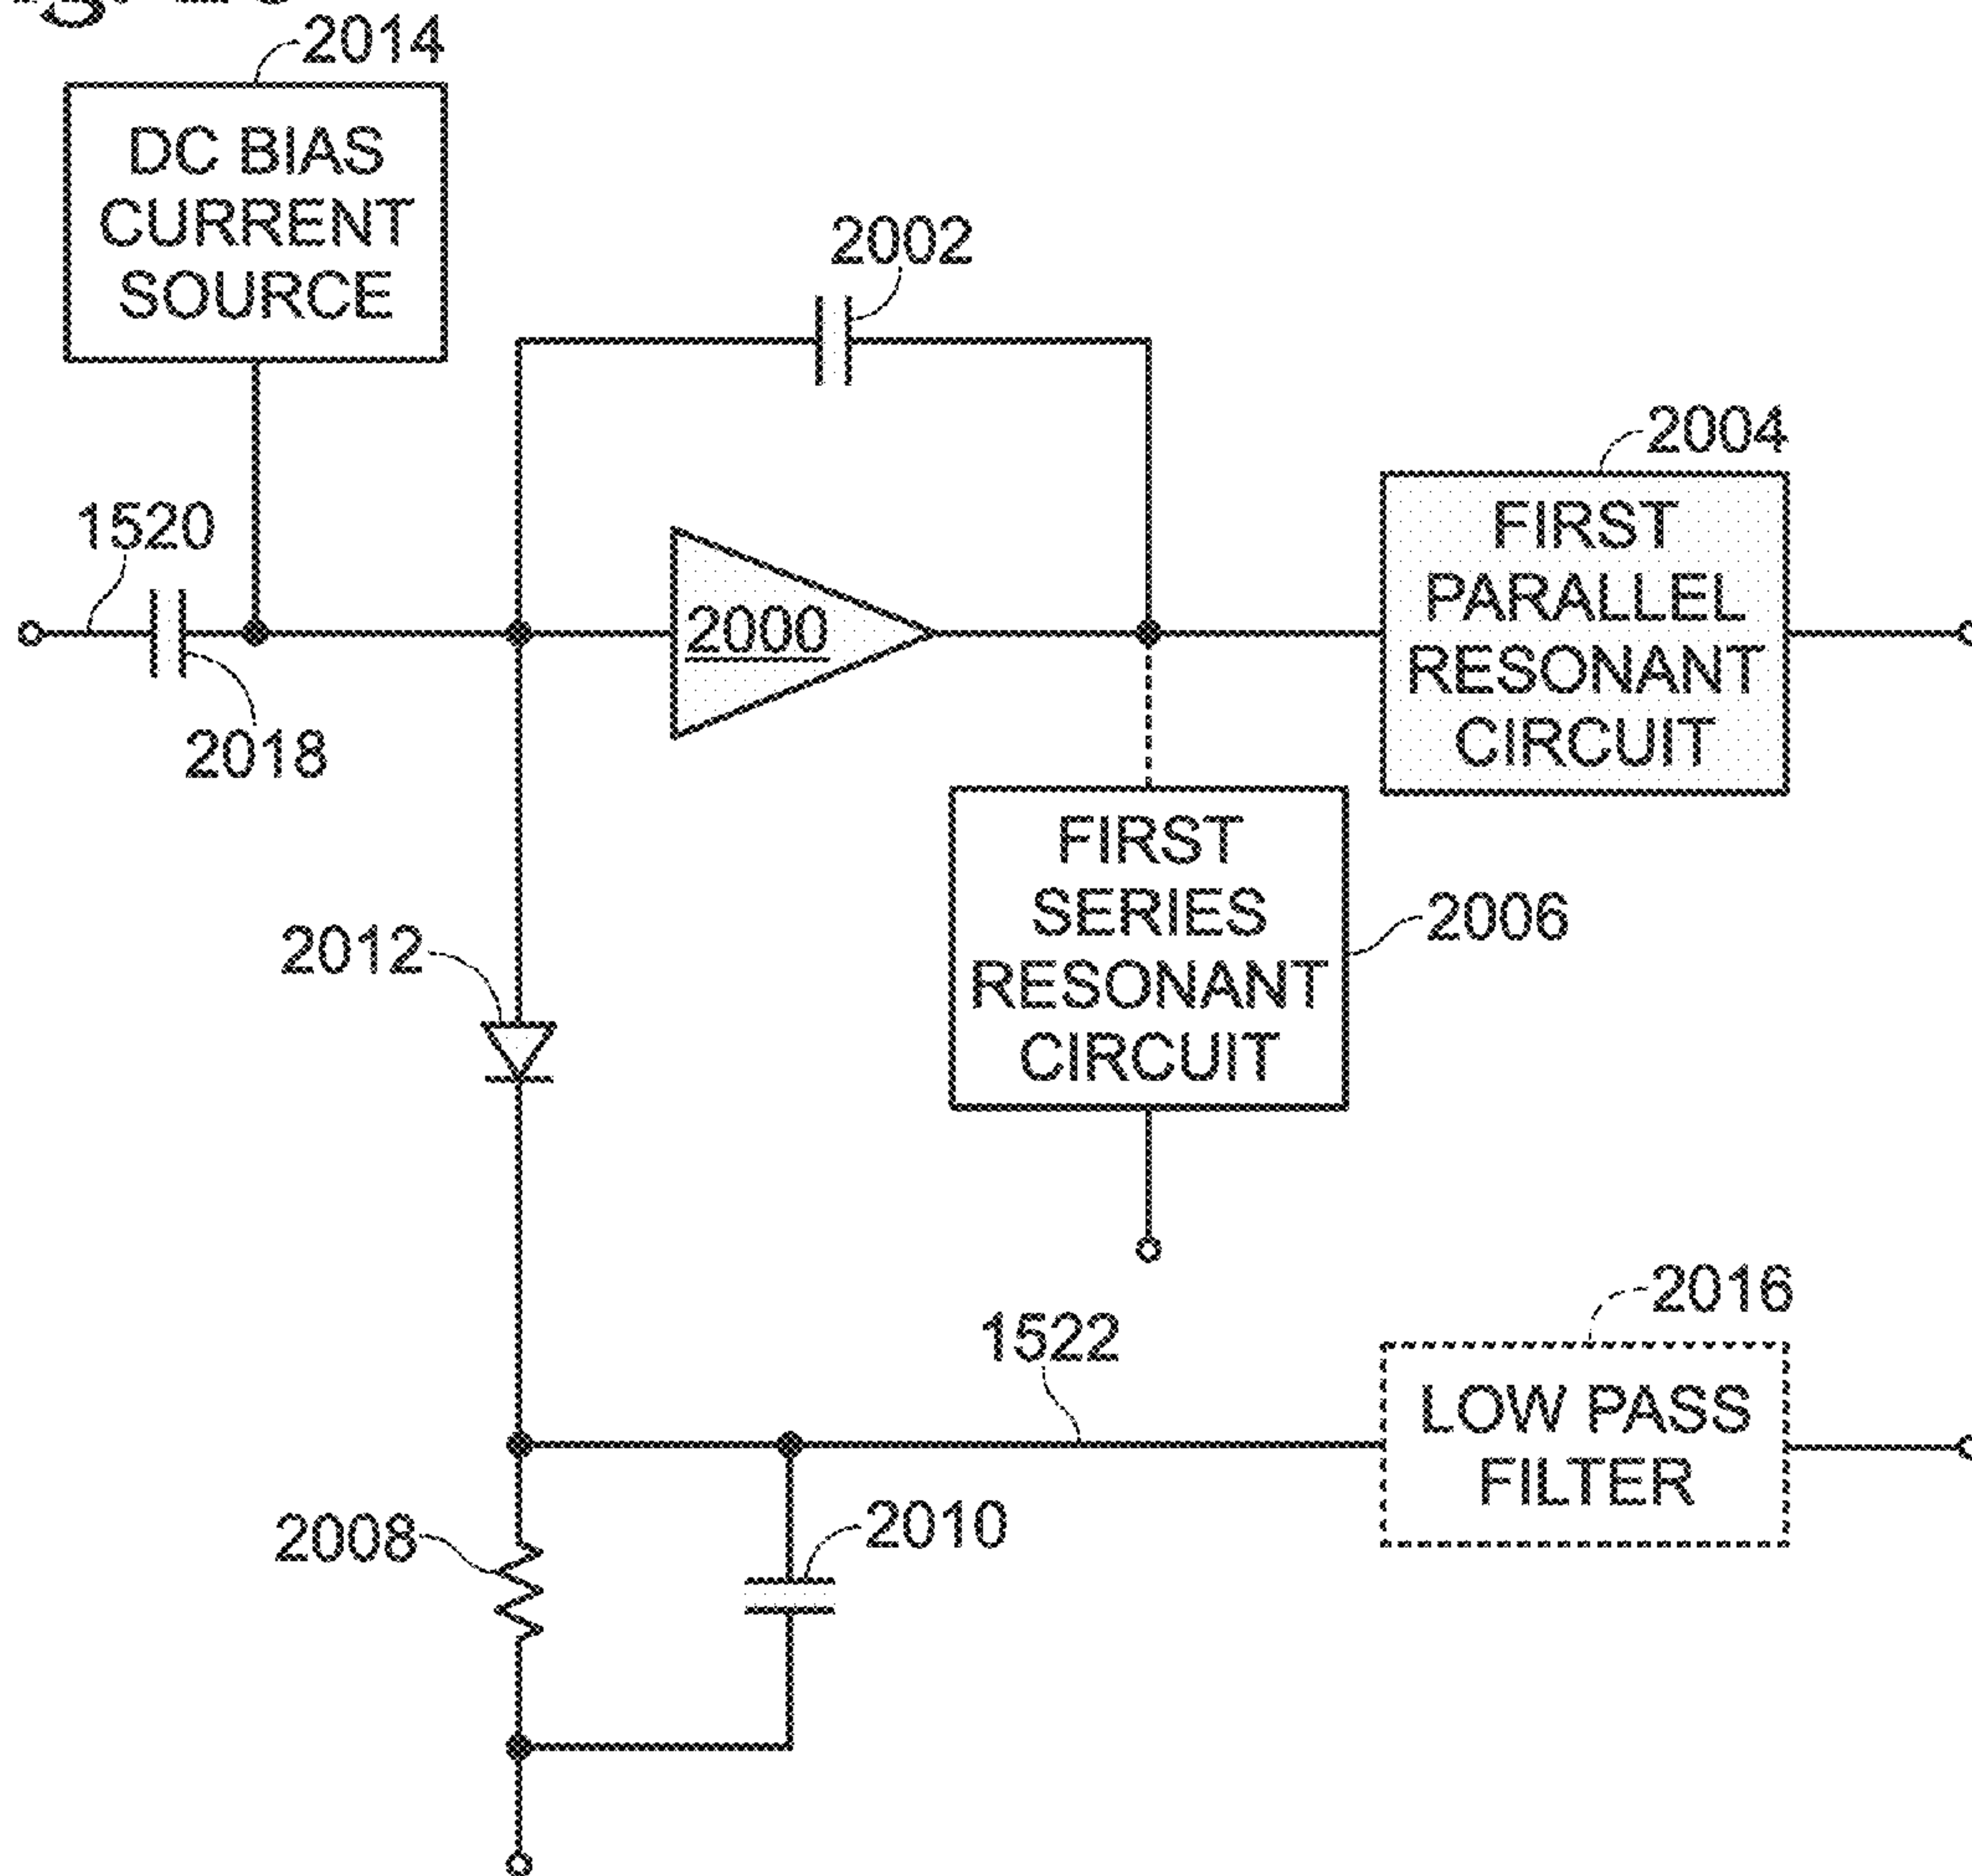 2014
DC BIAS
CURRENT
SOURCE
2002
2004
FIRST
PARALLEL
RESONANT
CIRCUIT
1520
2000
2018
FIRST
SERIES
RESONANT
CIRCUIT
2006
2012
2016
1522
LOW PASS
FILTER
2008
2010